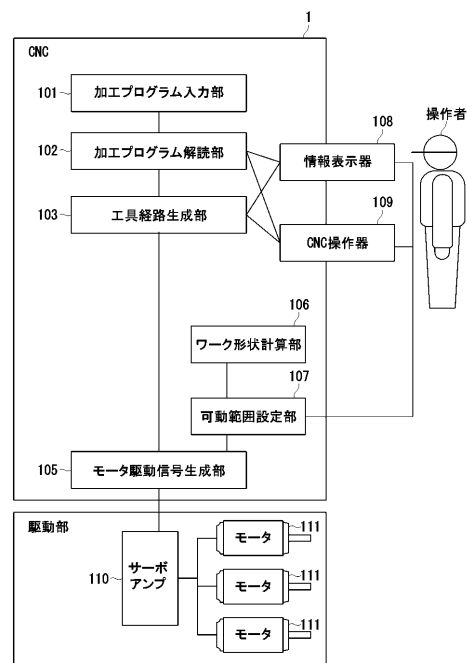 1
CNC
101
加工プログラム入力部
操作者
102
加工プログラム解読部
108
情報表示器
103
工具経路生成部
109
CNC操作器
106
ワーク形状計算部
107
可動範囲設定部
105
モータ駆動信号生成部
駆動部
110
サーボ
アンプ
モータ
111
モータ
111
モータ
111